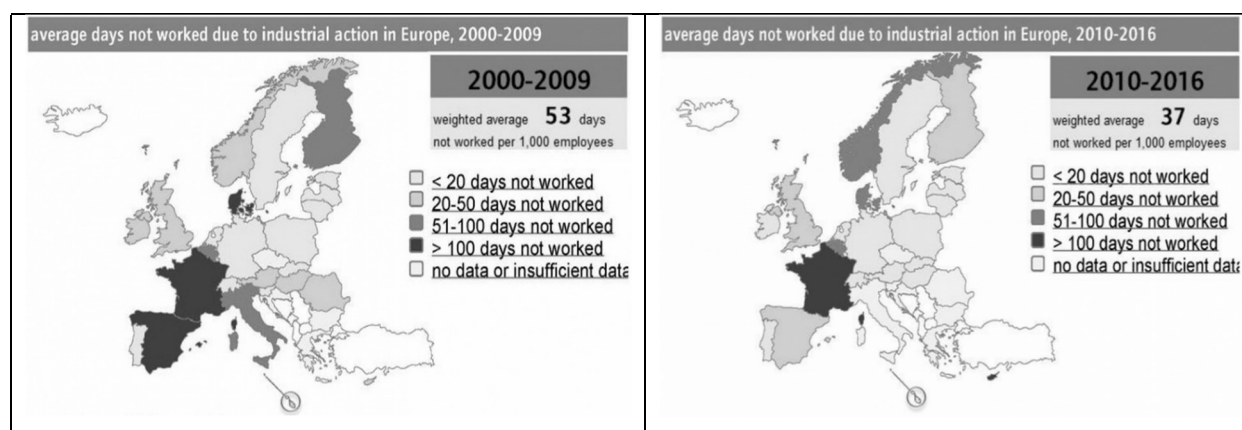 average days not worked due to industrial action in Europe, 2000-2009
2000-2009
weighted average 53 days
not worked per 1,000 employees
< 20 days not worked
20-50 days not worked
51-100 days not worked
> 100 days not worked
no data or insufficient data
average days not worked due to industrial action in Europe, 2010-2016
2010-2016
weighted average 37 days
not worked per 1,000 employees
< 20 days not worked
20-50 days not worked
51-100 days not worked
> 100 days not worked
no data or insufficient data